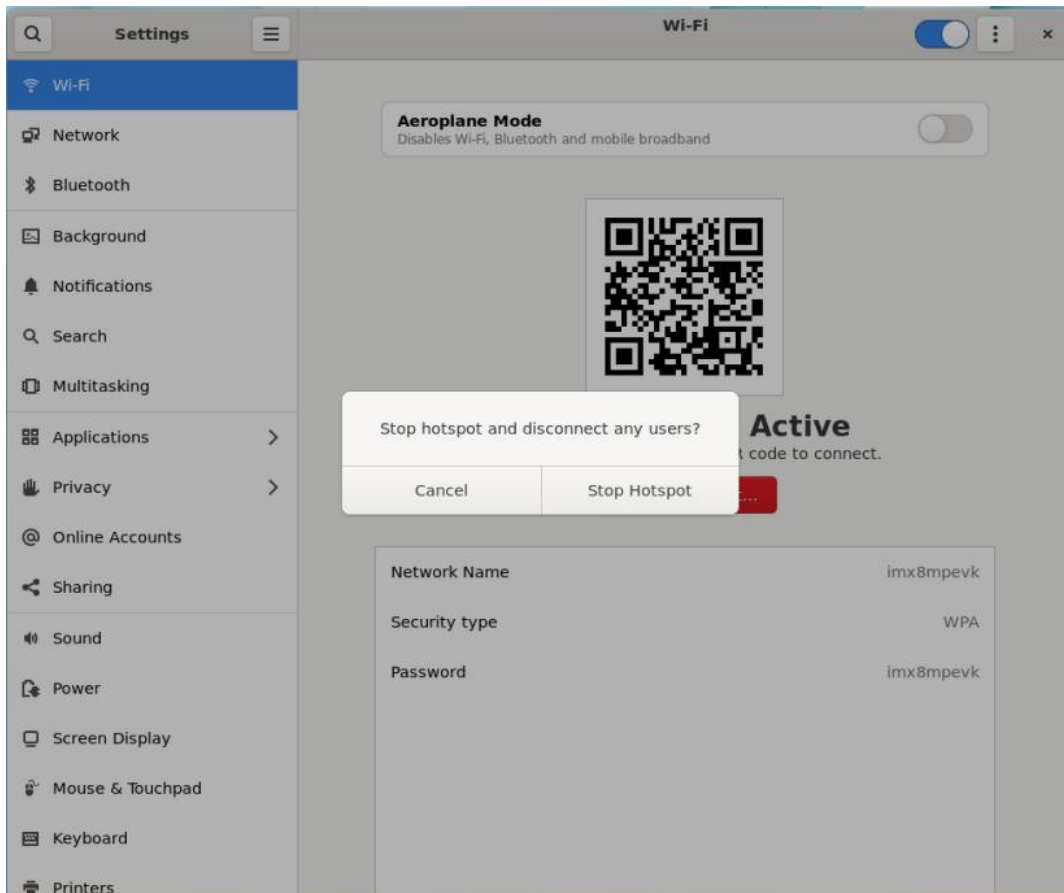 Settings
Wi-Fi
Wi-Fi
Network
Bluetooth
Background
Notifications
Search
Multitasking
Applications
Privacy
Online Accounts
Sharing
Sound
Power
Screen Display
Mouse & Touchpad
Keyboard
Printers
Aeroplane Mode
Disables Wi-Fi, Bluetooth and mobile broadband
Active
code to connect.
Stop hotspot and disconnect any users?
Cancel Stop Hotspot
Network Name imx8mpevk
Security type WPA
Password imx8mpevk